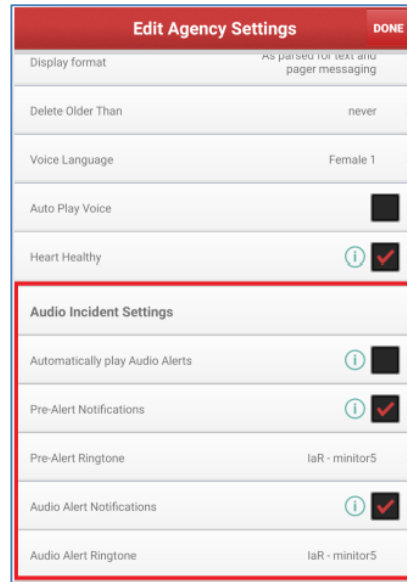 Edit Agency Settings DONE
Display format As parsed for text and
pager messaging
Delete Older Than never
Voice Language Female 1
Auto Play Voice
Heart Healthy i
Audio Incident Settings
Automatically play Audio Alerts i
Pre-Alert Notifications i
Pre-Alert Ringtone IaR - minitor5
Audio Alert Notifications i
Audio Alert Ringtone IaR - minitor5